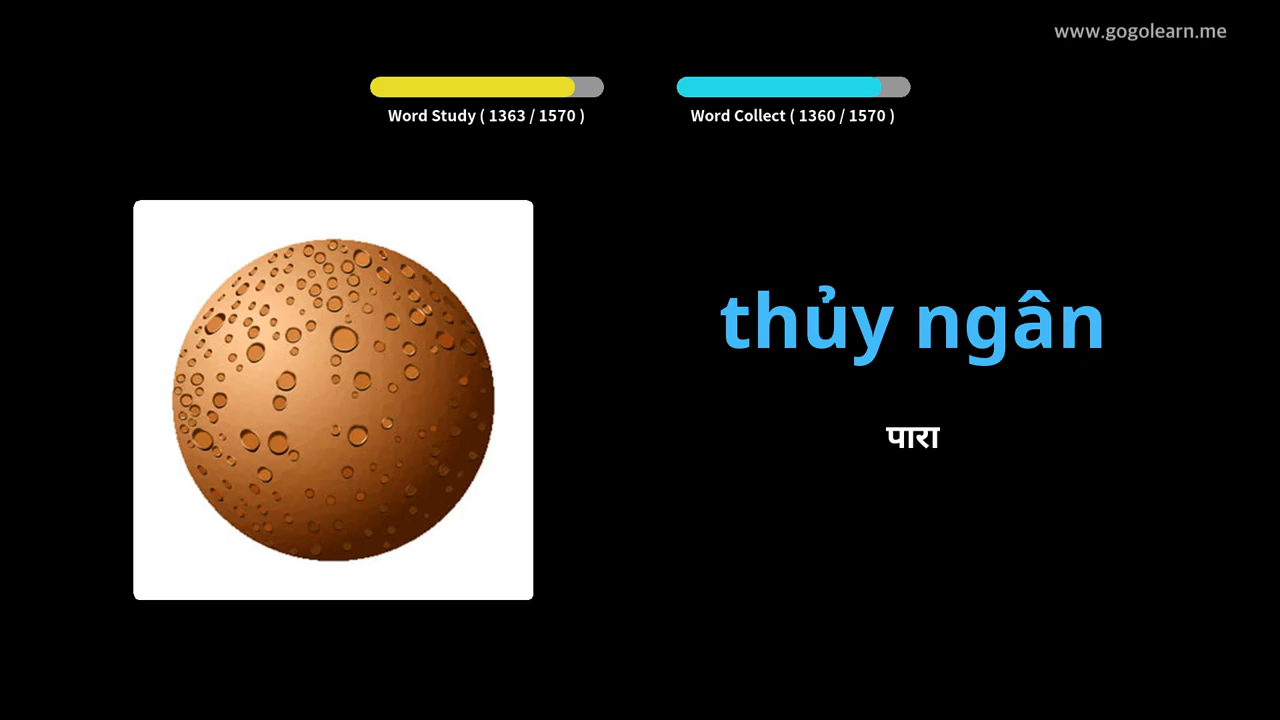 www.gogolearn.me
Word Study ( 1363 / 1570 )
Word Collect ( 1360 / 1570 )
thủy ngân
पारा